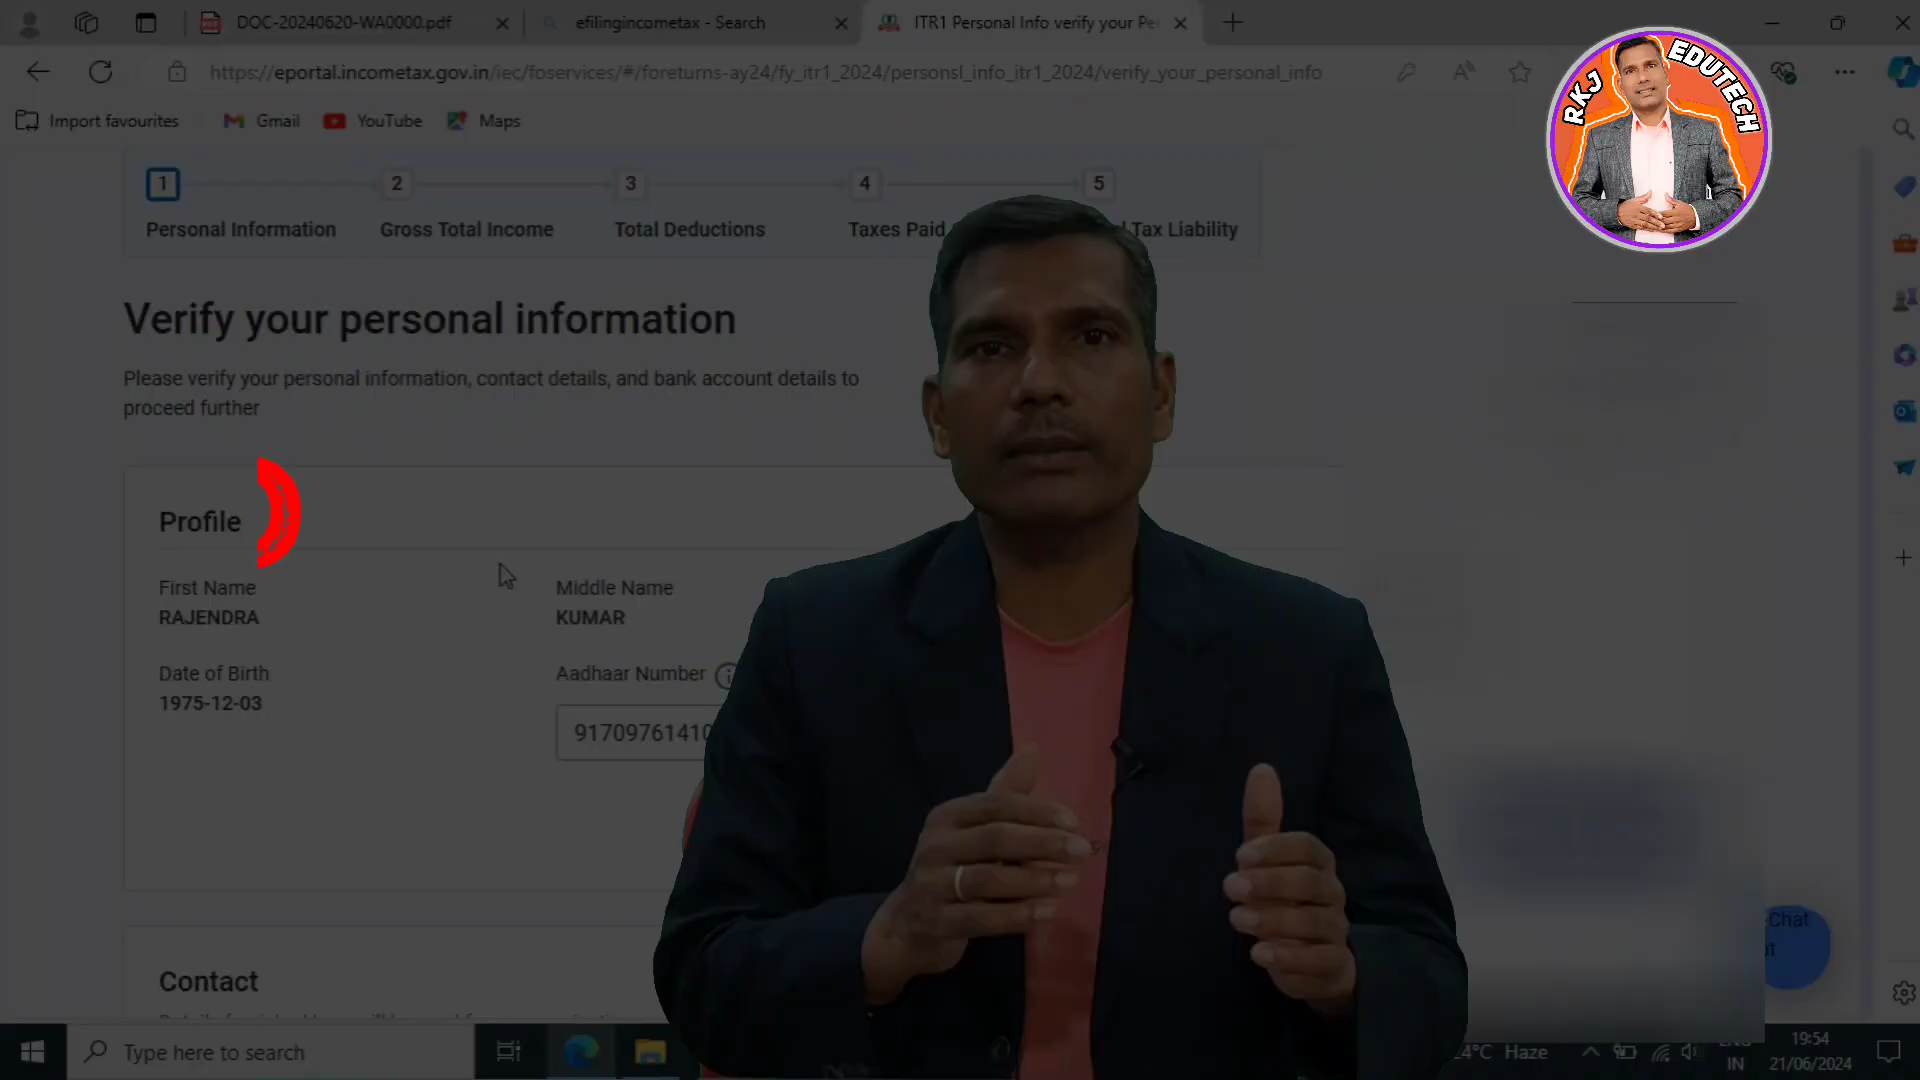 DOC-20240620-WA0000.pdf
efilingincometax - Search
ITR1 Personal Info verify your Pe
https://eportal.incometax.gov.in/iec/foservices/#/foreturns-ay24/fy_itr1_2024/personsl_info_itr1_2024/verify_your_personal_info
Import favourites
Gmail
YouTube
Maps
RKJ EDUTECH
1
2
3
4
5
Personal Information
Gross Total Income
Total Deductions
Taxes Paid
Tax Liability
Verify your personal information
Please verify your personal information, contact details, and bank account details to
proceed further
Profile
First Name
Middle Name
RAJENDRA
KUMAR
Date of Birth
Aadhaar Number
1975-12-03
Chat
Contact
Type here to search
Haze
IN
19:54
21/06/2024